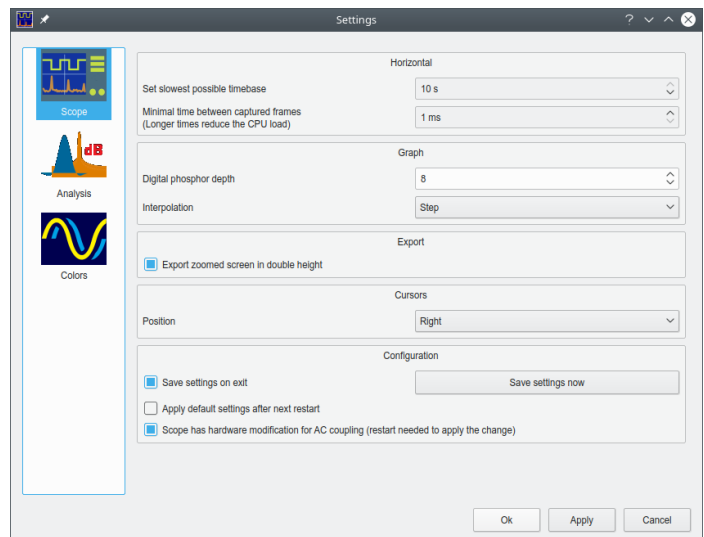 Settings
Scope
dB
Analysis
Colors
Horizontal
Set slowest possible timebase
10 s
Minimal time between captured frames
(Longer times reduce the CPU load)
1 ms
Graph
Digital phosphor depth
8
Interpolation
Step
Export
Export zoomed screen in double height
Cursors
Position
Right
Configuration
Save settings on exit
Save settings now
Apply default settings after next restart
Scope has hardware modification for AC coupling (restart needed to apply the change)
Ok
Apply
Cancel